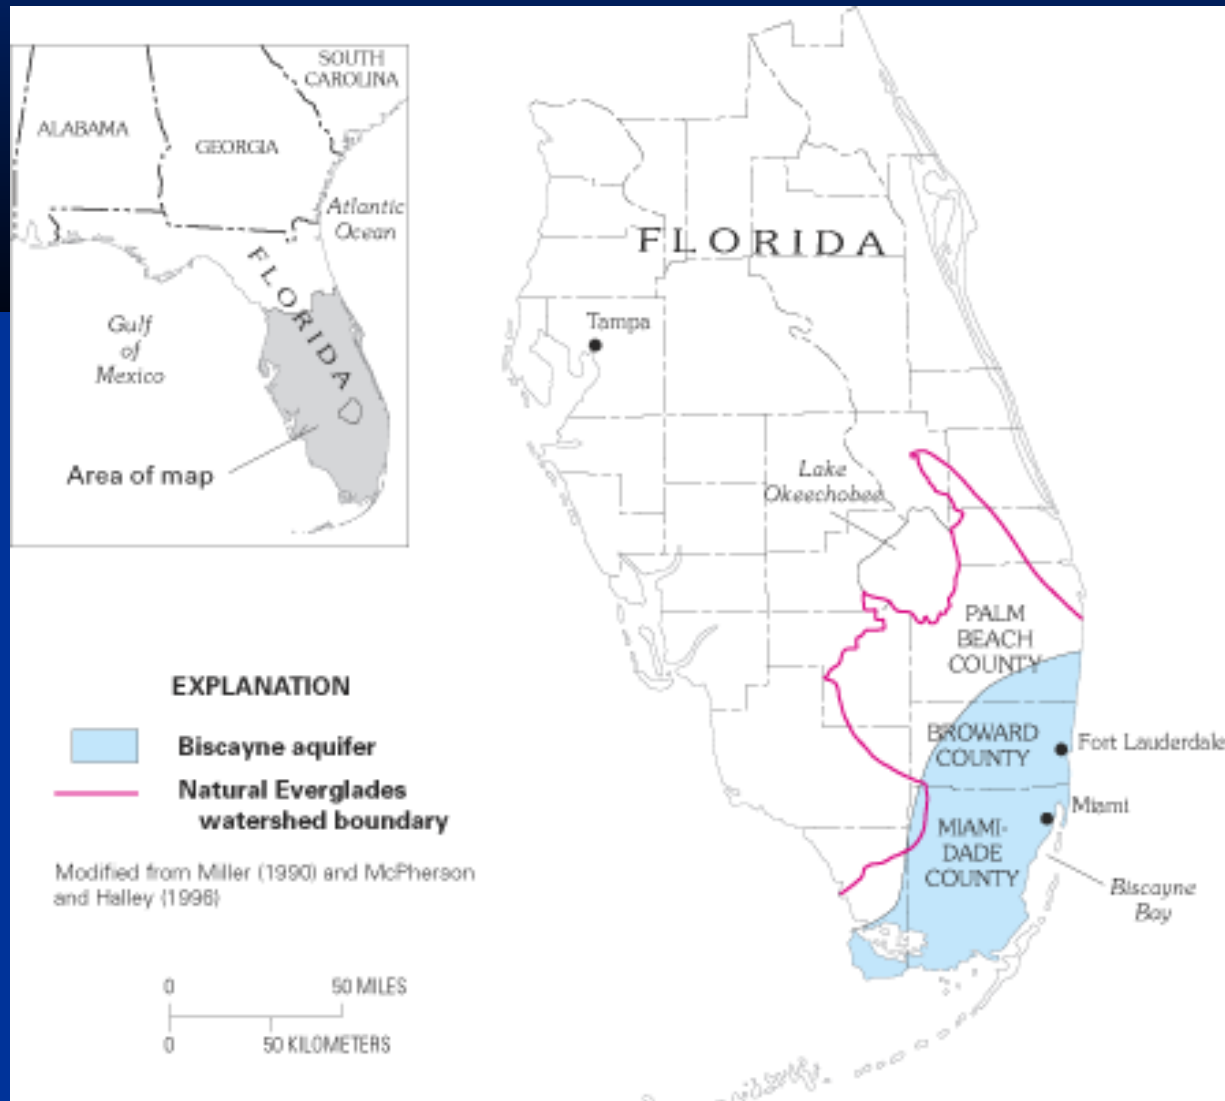 SOUTH
CAROLINA
ALABAMA
GEORGIA
Atlantic
Ocean
FLORIDA
Gulf
of
Mexico
Area of map
FLORIDA
Tampa
Lake
Okeechobee
PALM
BEACH
COUNTY
BROWARD
COUNTY
Fort Lauderdale
Miami
MIAMI-
DADE
COUNTY
Biscayne
Bay
EXPLANATION
Biscayne aquifer
Natural Everglades
watershed boundary
Modified from Miller (1990) and McPherson
and Halley (1996)
0 50 MILES
0 50 KILOMETERS